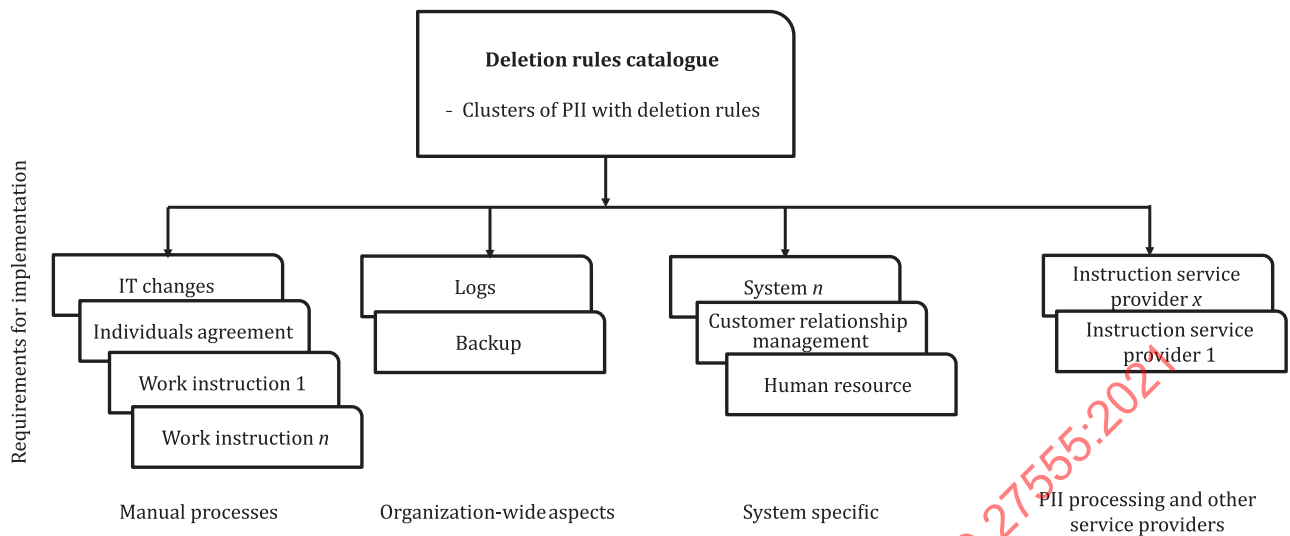 Deletion rules catalogue
- Clusters of PII with deletion rules
Requirements for implementation
IT changes
Individuals agreement
Work instruction 1
Work instruction n
Logs
Backup
System n
Customer relationship
management
Human resource
Instruction service
provider x
Instruction service
provider 1
Manual processes
Organization-wide aspects
System specific
PII processing and other
service providers
27555:2021